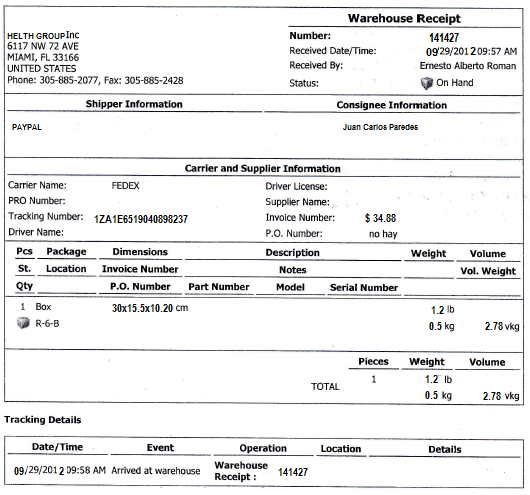 Warehouse Receipt
HELTH GROUP Inc
6117 NW 72 AVE
MIAMI, FL 33166
UNITED STATES
Phone: 305-885-2077, Fax: 305-885-2428
Number: 141427
Received Date/Time: 09/29/2012 09:57 AM
Received By: Ernesto Alberto Roman
Status: On Hand
Shipper Information Consignee Information
PAYPAL Juan Carlos Paredes
Carrier and Supplier Information
Carrier Name: FEDEX Driver License:
PRO Number: Supplier Name:
Tracking Number: 1ZA1E6519040898237 Invoice Number: $ 34.88
Driver Name: P.O. Number: no hay
Pcs Package Dimensions Description Weight Volume
St. Location Invoice Number Notes Vol. Weight
Qty P.O. Number Part Number Model Serial Number
1 Box 30x15.5x10.20 cm 1.2 lb
R-6-B 0.5 kg 2.78 vkg
Pieces Weight Volume
TOTAL 1 1.2 lb
0.5 kg 2.78 vkg
Tracking Details
Date/Time Event Operation Location Details
09/29/2012 09:58 AM Arrived at warehouse Warehouse Receipt : 141427